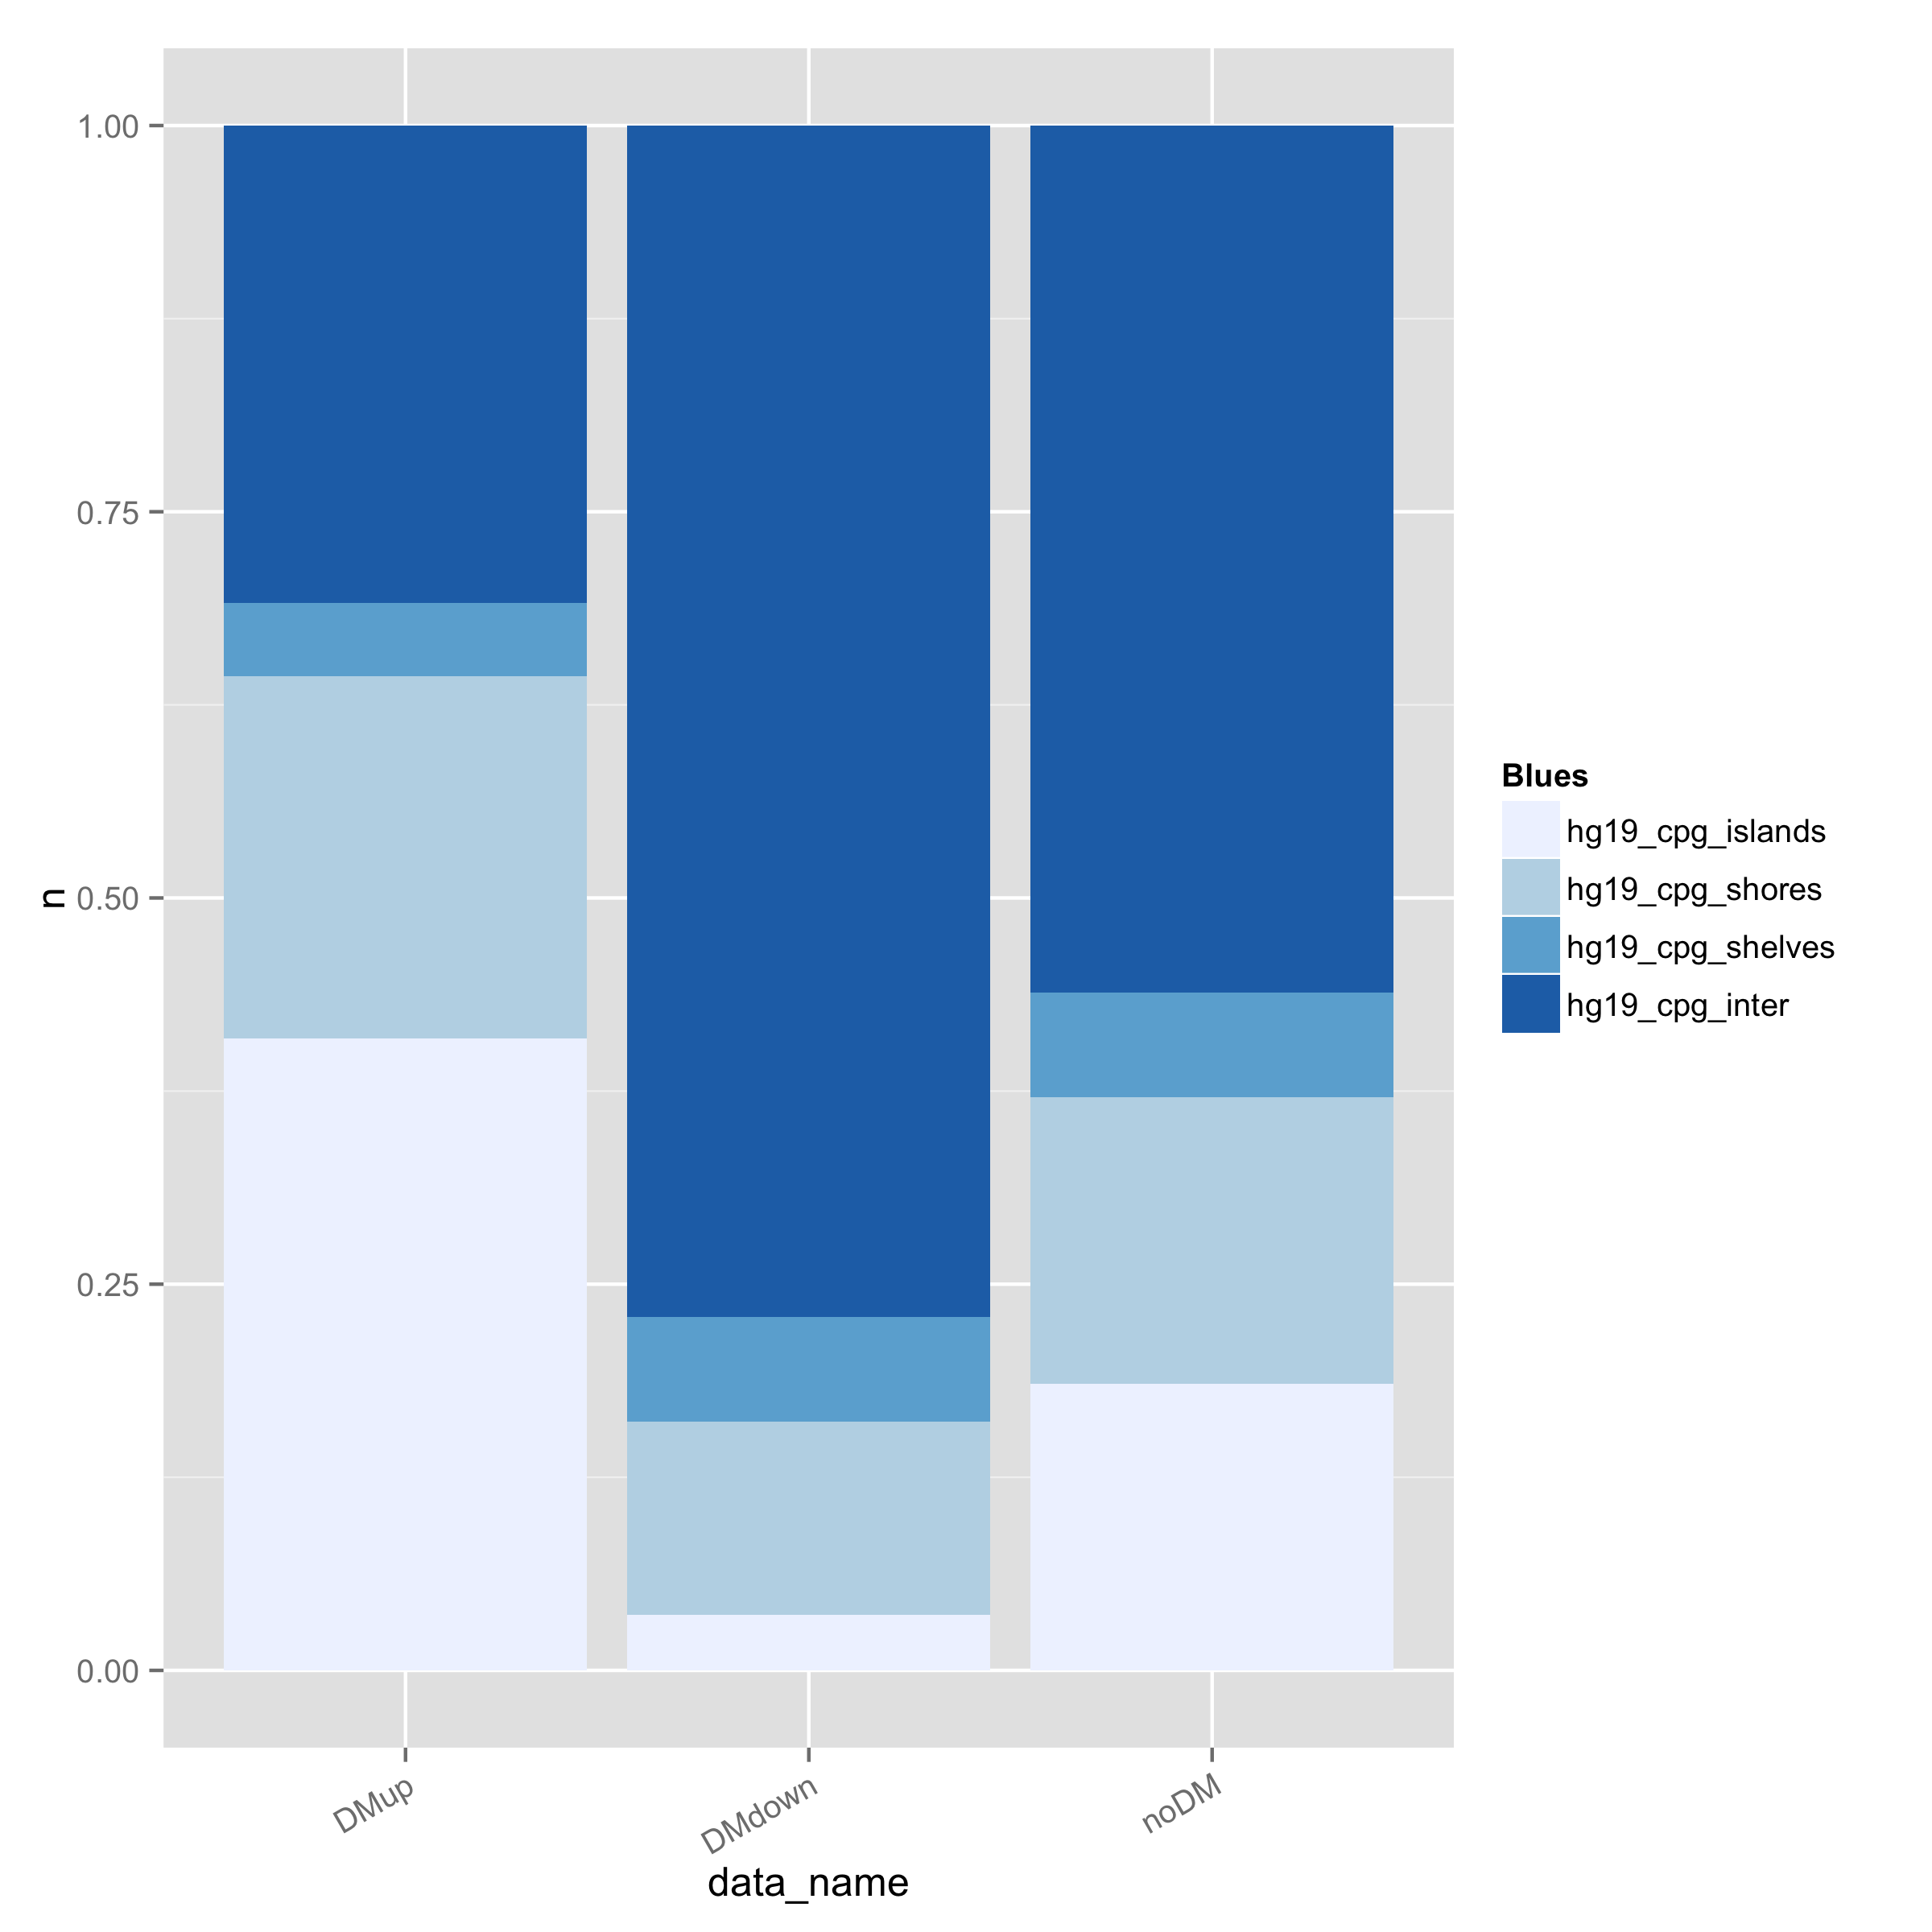 1.00
0.75
0.50
0.25
0.00
n
DMup
DMdown
noDM
data_name
Blues
hg19_cpg_islands
hg19_cpg_shores
hg19_cpg_shelves
hg19_cpg_inter